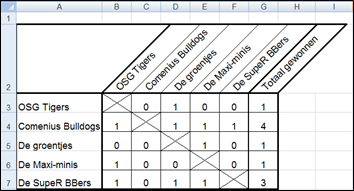 A B C D E F G H I
1
OSG Tigers Comenius Bulldogs De groentjes De Maxi-minis De SupeR BBers Totaal gewonnen
2
3 OSG Tigers 0 1 0 0 1
4 Comenius Bulldogs 1 1 1 1 4
5 De groentjes 0 0 1 0 1
6 De Maxi-minis 1 0 0 0 1
7 De SupeR BBers 1 0 1 1 3